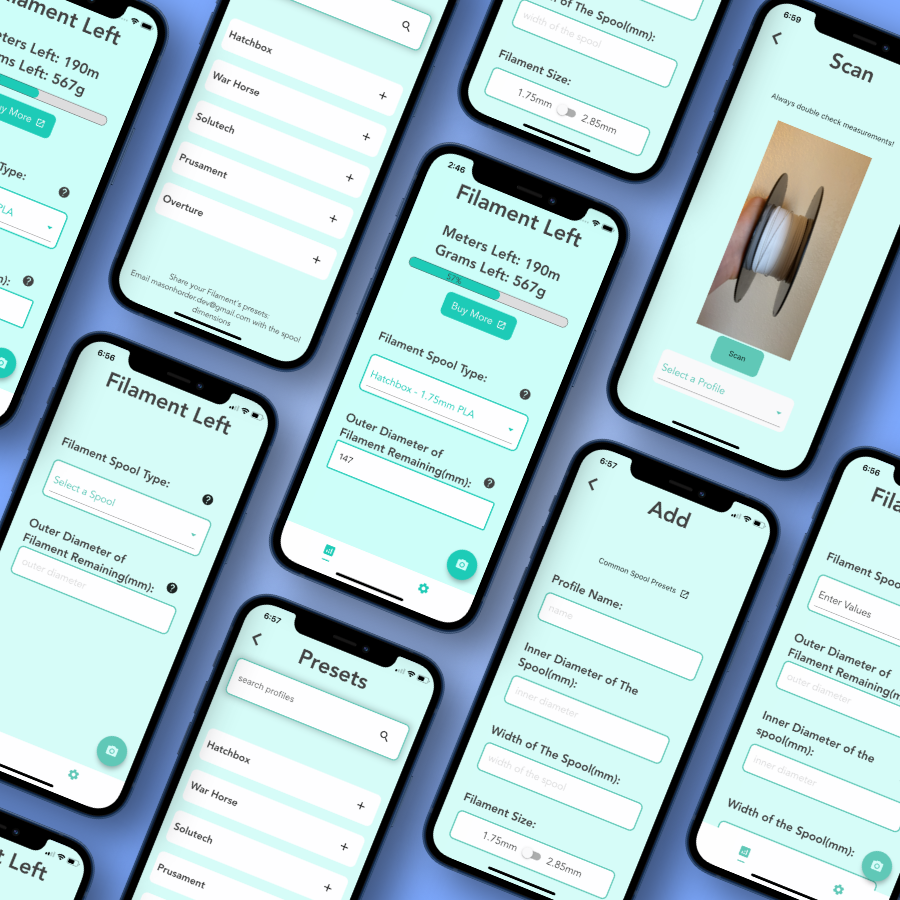 Filament Left
Meters Left: 190m
Grams Left: 567g
Buy More
Type:
PLA
Hatchbox
War Horse
Solutech
Prusament
Overture
Share your Filament's presets:
Email masonhorder.dev@gmail.com with the spool
dimensions
Width of The Spool(mm):
width of the spool
Filament Size:
1.75mm
2.85mm
6:59
Scan
Always double check measurements!
Scan
Select a Profile
2:46
Filament Left
Meters Left: 190m
Grams Left: 567g
57%
Buy More
Filament Spool Type:
Hatchbox - 1.75mm PLA
Outer Diameter of
Filament Remaining(mm):
147
6:56
Filament Left
Filament Spool Type:
Select a Spool
Outer Diameter of
Filament Remaining(mm):
outer diameter
6:57
Presets
search profiles
Hatchbox
War Horse
Solutech
Prusament
6:57
Add
Common Spool Presets
Profile Name:
name
Inner Diameter of The
Spool(mm):
inner diameter
Width of The Spool(mm):
width of the spool
Filament Size:
1.75mm
2.85mm
6:56
Filament Spool
Enter Values
Outer Diameter of
Filament Remaining(m
outer diameter
Inner Diameter of the
spool(mm):
inner diameter
Width of the Spool(mm):
t Left